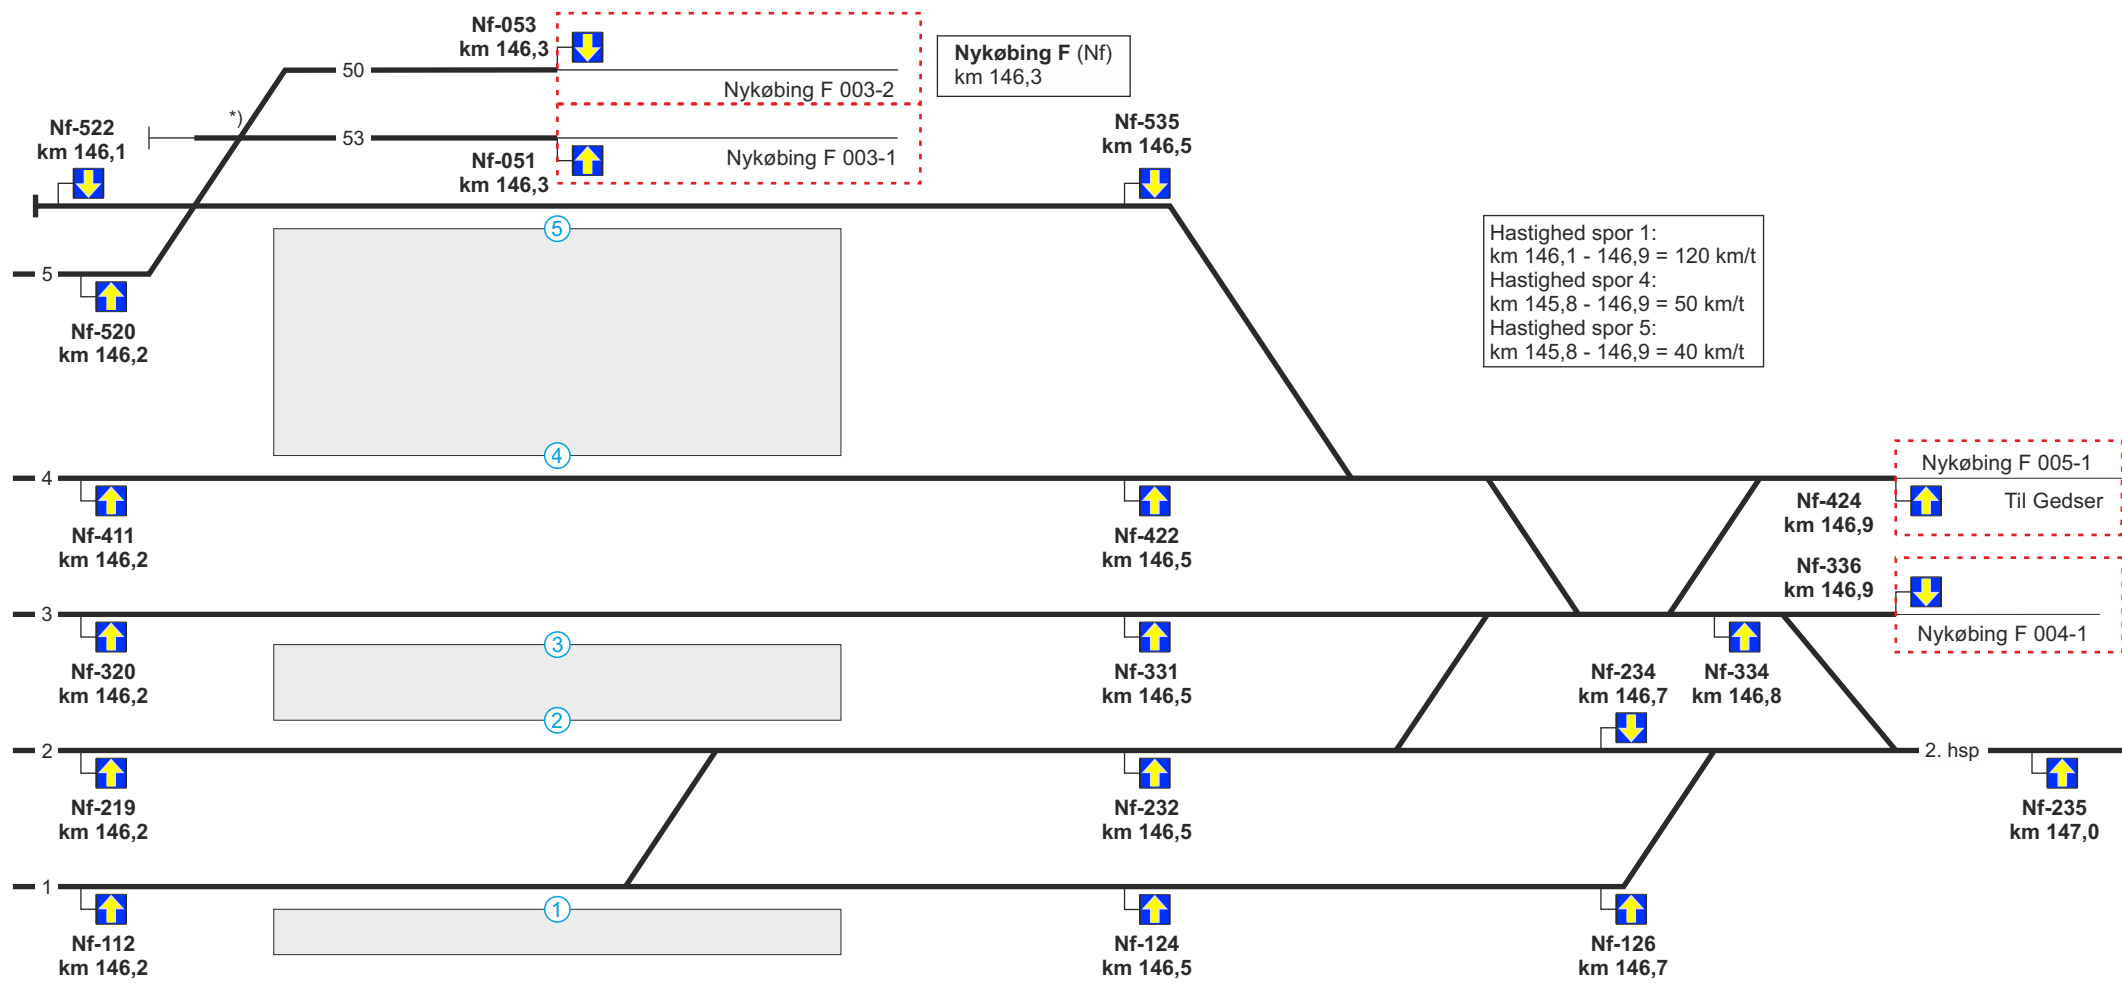 Nf-053
km 146,3
50
Nykøbing F 003-2
Nykøbing F (Nf)
km 146,3
*)
Nf-522
km 146,1
53
Nykøbing F 003-1
Nf-051
km 146,3
Nf-535
km 146,5
5
Hastighed spor 1:
km 146,1 - 146,9 = 120 km/t
Hastighed spor 4:
km 145,8 - 146,9 = 50 km/t
Hastighed spor 5:
km 145,8 - 146,9 = 40 km/t
5
Nf-520
km 146,2
4
4
Nykøbing F 005-1
Til Gedser
Nf-424
km 146,9
Nf-411
km 146,2
Nf-422
km 146,5
Nf-336
km 146,9
3
Nykøbing F 004-1
3
Nf-320
km 146,2
Nf-331
km 146,5
Nf-234
km 146,7
Nf-334
km 146,8
2
2
2. hsp
Nf-219
km 146,2
Nf-232
km 146,5
Nf-235
km 147,0
1
1
Nf-112
km 146,2
Nf-124
km 146,5
Nf-126
km 146,7